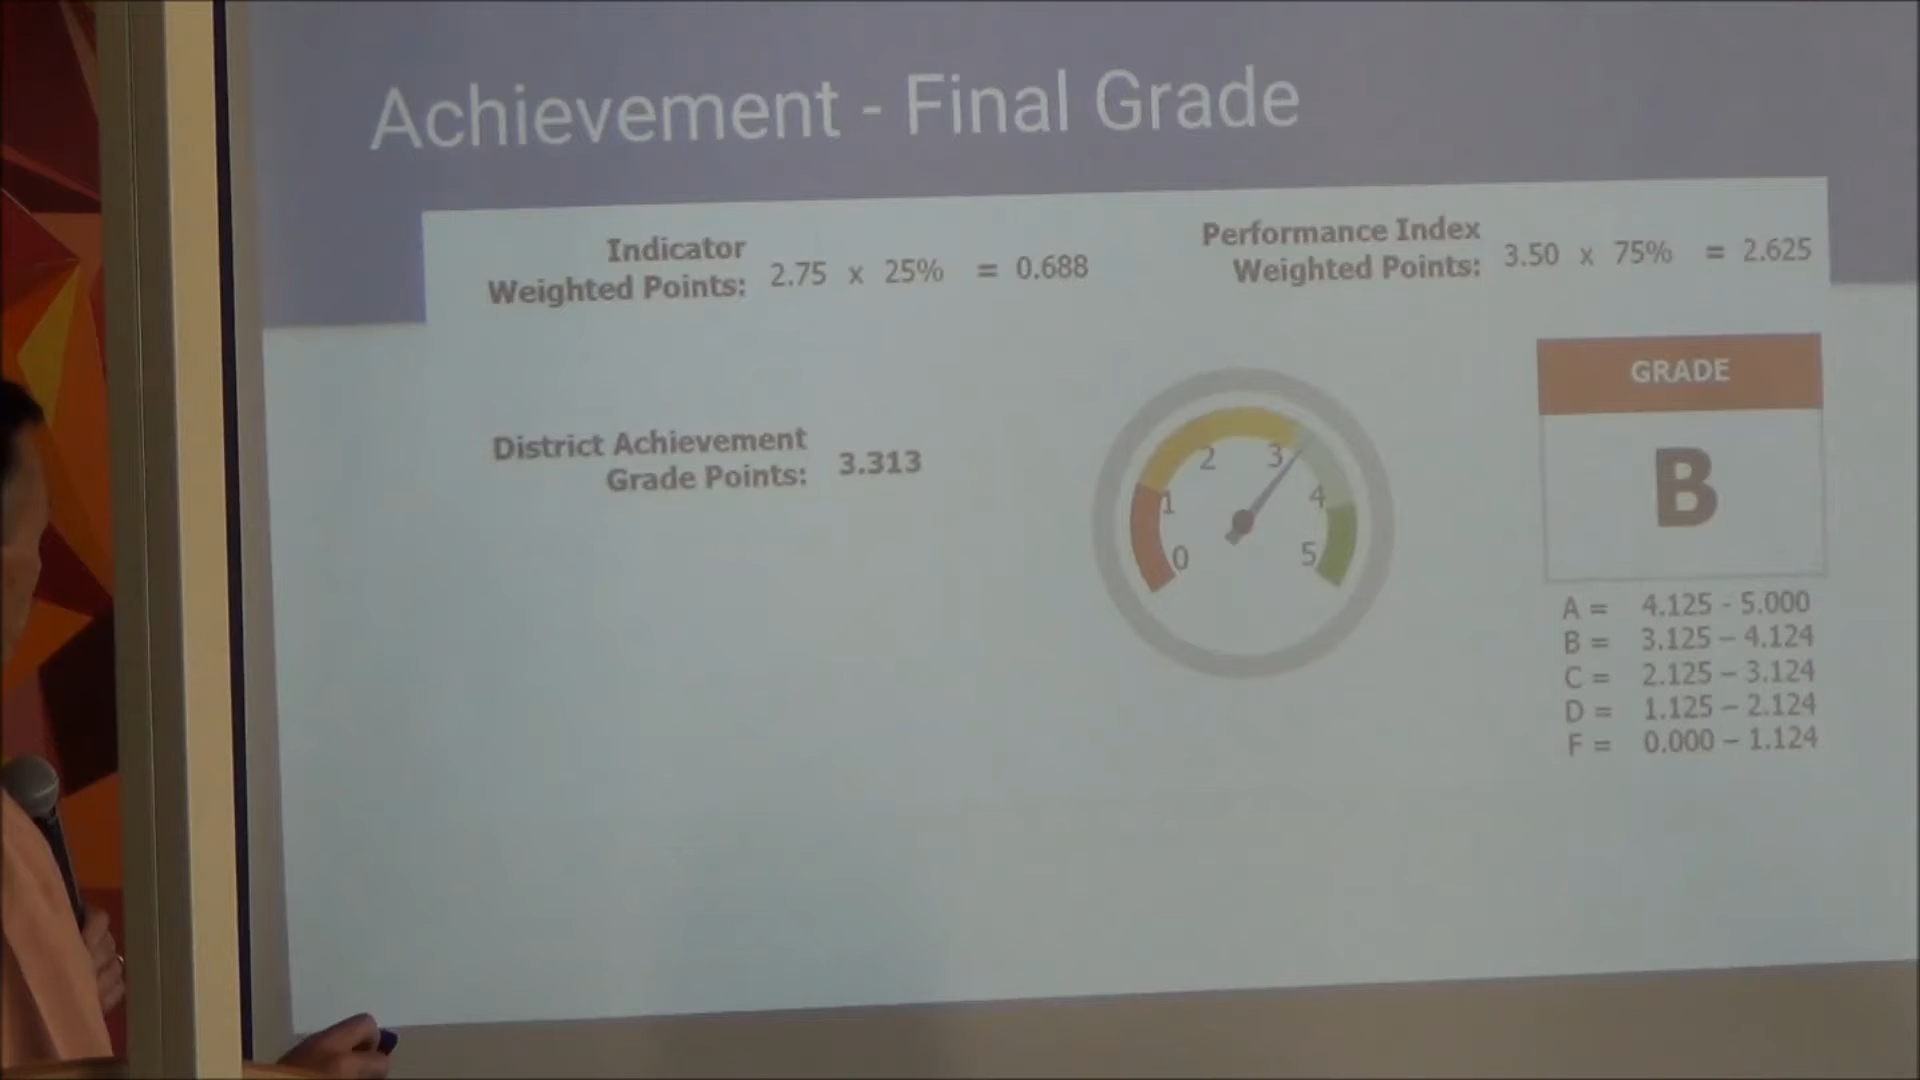 Achievement - Final Grade
Indicator
Weighted Points: 2.75 x 25% = 0.688
Performance Index
Weighted Points: 3.50 x 75% = 2.625
District Achievement
Grade Points: 3.313
0
1
2
3
4
5
GRADE
B
A = 4.125 - 5.000
B = 3.125 – 4.124
C = 2.125 – 3.124
D = 1.125 – 2.124
F = 0.000 – 1.124